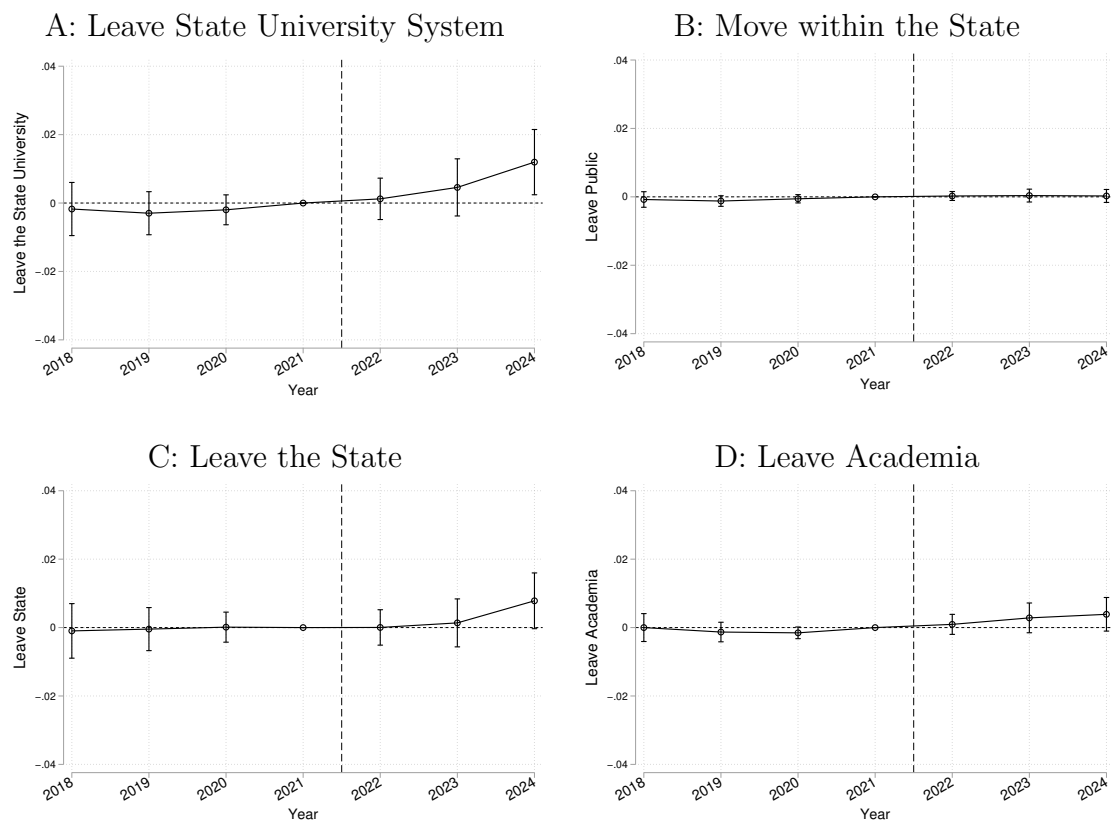 A: Leave State University System
Leave the State University
.04
.02
0
−.02
−.04
2018 2019 2020 2021 2022 2023 2024
Year
B: Move within the State
Leave Public
.04
.02
0
−.02
−.04
2018 2019 2020 2021 2022 2023 2024
Year
C: Leave the State
Leave State
.04
.02
0
−.02
−.04
2018 2019 2020 2021 2022 2023 2024
Year
D: Leave Academia
Leave Academia
.04
.02
0
−.02
−.04
2018 2019 2020 2021 2022 2023 2024
Year